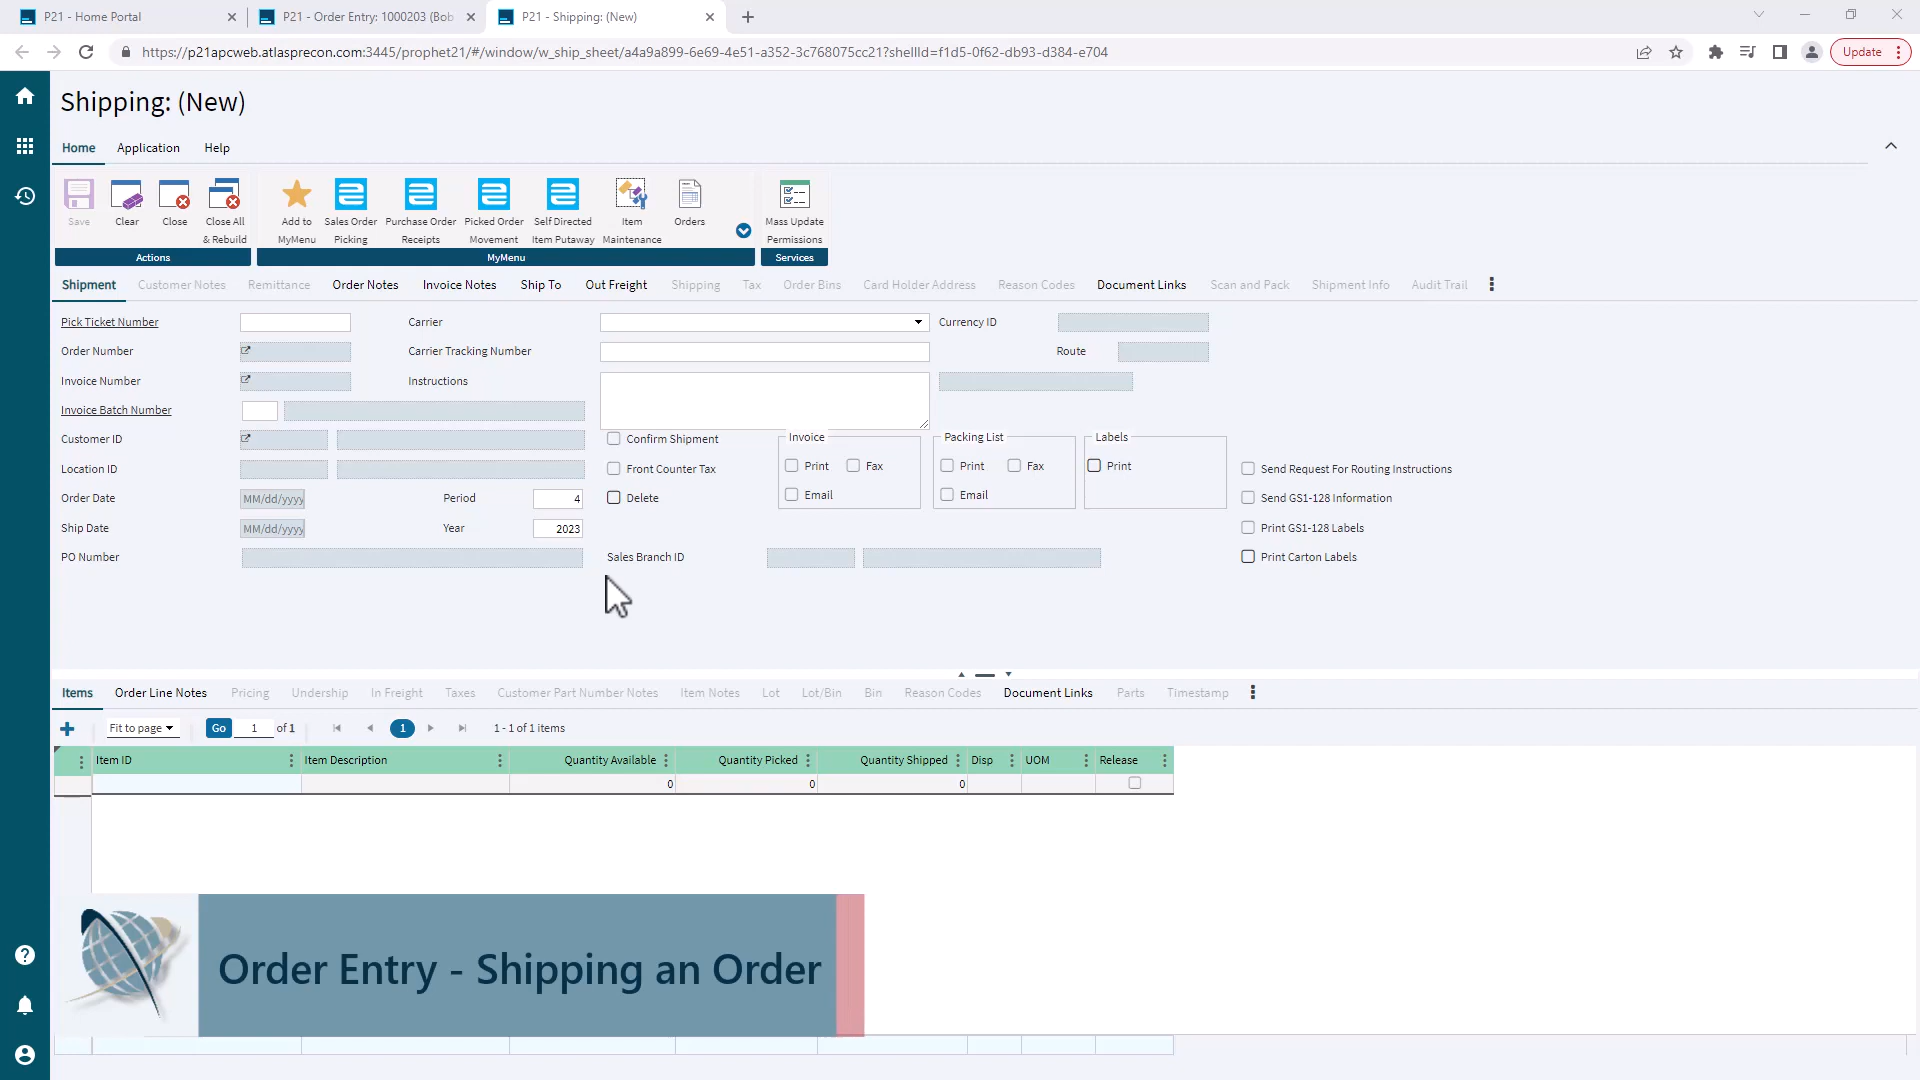 P21 - Home Portal
P21 - Order Entry: 1000203 (Bob
P21 - Shipping: (New)
https://p21apcweb.atlasprecon.com:3445/prophet21/#/window/w_ship_sheet/a4a9a899-6e69-4e51-a352-3c768075cc21?shellId=f1d5-0f62-db93-d384-e704
Update
Shipping: (New)
Home Application Help
Save
Clear
Close
Close All
& Rebuild
Add to
MyMenu
Sales Order
Picking
Purchase Order
Receipts
Picked Order
Movement
Self Directed
Item Putaway
Item
Maintenance
Orders
Mass Update
Permissions
Actions
MyMenu
Services
Shipment Customer Notes Remittance Order Notes Invoice Notes Ship To Out Freight Shipping Tax Order Bins Card Holder Address Reason Codes Document Links Scan and Pack Shipment Info Audit Trail
Pick Ticket Number Carrier Currency ID
Order Number Carrier Tracking Number Route
Invoice Number Instructions
Invoice Batch Number
Customer ID Confirm Shipment Invoice Packing List Labels
Location ID Front Counter Tax Print Fax Print Fax Print Send Request For Routing Instructions
Order Date MM/dd/yyyy Period 4 Delete Email Email Send GS1-128 Information
Ship Date MM/dd/yyyy Year 2023 Print GS1-128 Labels
PO Number Sales Branch ID Print Carton Labels
Items Order Line Notes Pricing Undership In Freight Taxes Customer Part Number Notes Item Notes Lot Lot/Bin Bin Reason Codes Document Links Parts Timestamp
Fit to page Go 1 of 1 1 1 - 1 of 1 items
Item ID Item Description Quantity Available Quantity Picked Quantity Shipped Disp UOM Release
0 0 0
Order Entry - Shipping an Order